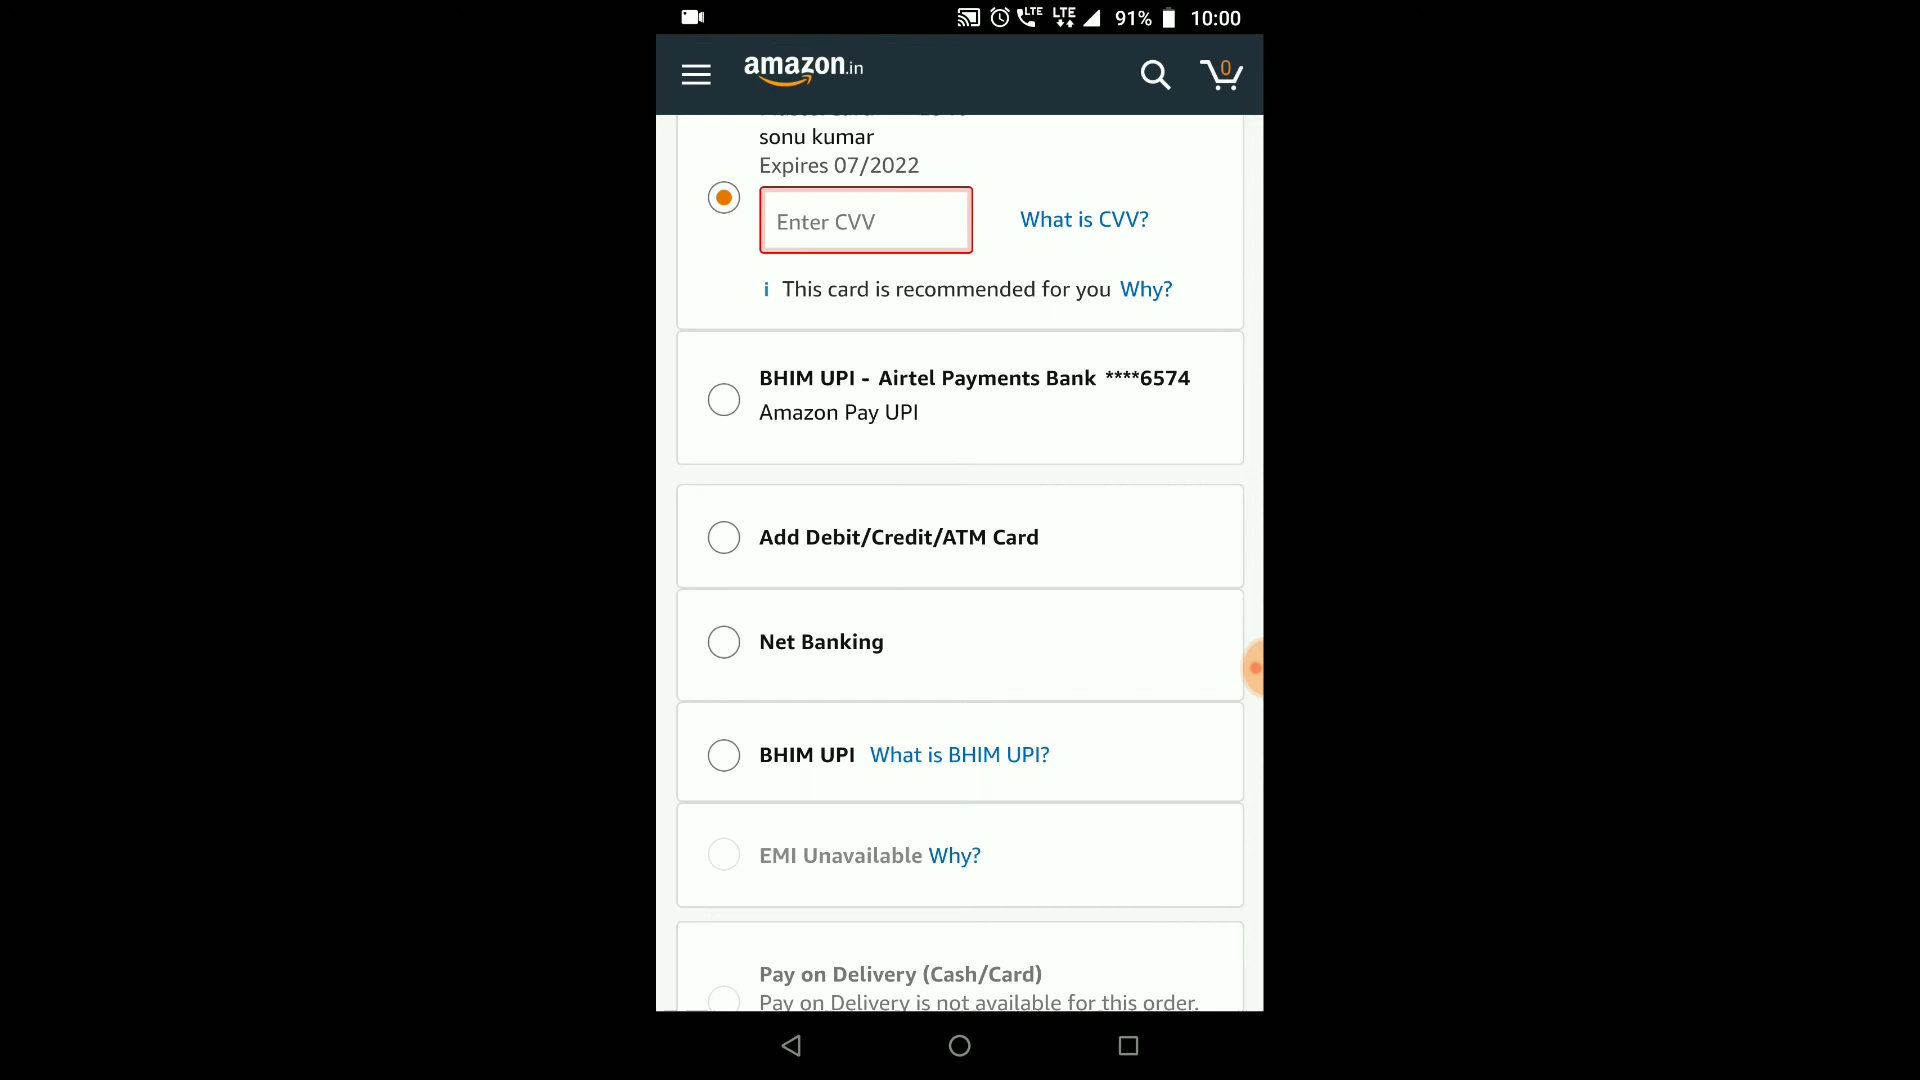 LTE LTE 91% 10:00
amazon.in
0
sonu kumar
Expires 07/2022
Enter CVV
What is CVV?
i This card is recommended for you Why?
BHIM UPI - Airtel Payments Bank ****6574
Amazon Pay UPI
Add Debit/Credit/ATM Card
Net Banking
BHIM UPI What is BHIM UPI?
EMI Unavailable Why?
Pay on Delivery (Cash/Card)
Pay on Delivery is not available for this order.